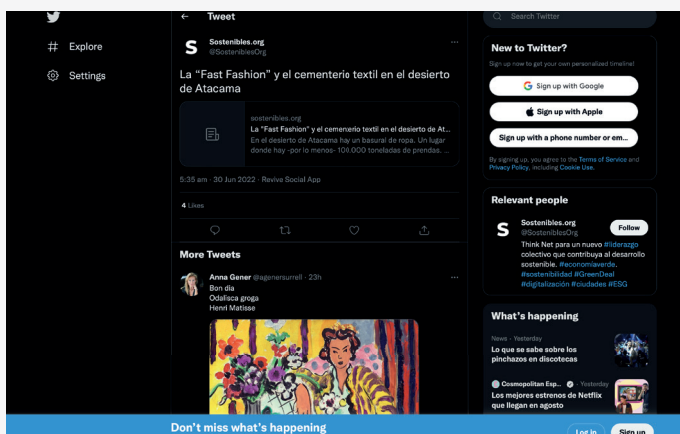 ← Tweet
Search Twitter
# Explore
Settings
Sostenibles.org
@SosteniblesOrg
La "Fast Fashion" y el cementerio textil en el desierto
de Atacama
sostenibles.org
La "Fast Fashion" y el cementerio textil en el desierto de At...
En el desierto de Atacama hay un basural de ropa. Un lugar
donde hay -por lo menos- 100.000 toneladas de prendas. ...
5:35 am · 30 Jun 2022 · Revive Social App
4 Likes
More Tweets
Anna Gener @agenersurrell · 23h
Bon dia
Odalisca groga
Henri Matisse
New to Twitter?
Sign up now to get your own personalized timeline!
Sign up with Google
Sign up with Apple
Sign up with a phone number or em...
By signing up, you agree to the Terms of Service and
Privacy Policy, including Cookie Use.
Relevant people
Sostenibles.org
@SosteniblesOrg
Follow
Think Net para un nuevo #liderazgo
colectivo que contribuya al desarrollo
sostenible. #economíaverde.
#sostenibilidad #GreenDeal
#digitalización #ciudades #ESG
What's happening
News · Yesterday
Lo que se sabe sobre los
pinchazos en discotecas
Cosmopolitan Esp... · Yesterday
Los mejores estrenos de Netflix
que llegan en agosto
Don't miss what's happening
Log in
Sign up